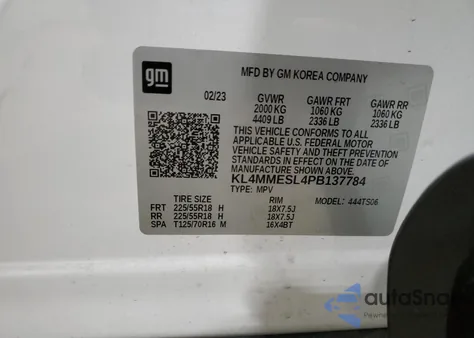 gm
MFD BY GM KOREA COMPANY
02/23 GVWR GAWR FRT GAWR RR
2000 KG 1060 KG 1060 KG
4409 LB 2336 LB 2336 LB
THIS VEHICLE CONFORMS TO ALL
APPLICABLE U.S. FEDERAL MOTOR
VEHICLE SAFETY AND THEFT PREVENTION
STANDARDS IN EFFECT ON THE DATE OF
MANUFACTURE SHOWN ABOVE.
KL4MMESL4PB137784
TYPE: MPV
TIRE SIZE RIM MODEL: 444TS06
FRT 225/55R18 H 18X7.5J
RR 225/55R18 H 18X7.5J
SPA T125/70R16 M 16X4BT
autoSna